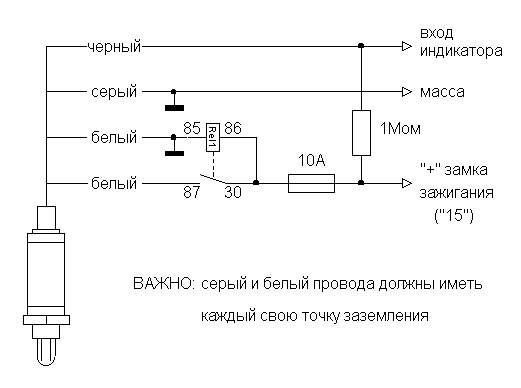 черный
вход
индикатора
серый
масса
белый
85
Rel1
86
1Мом
белый
87
30
10А
"+" замка
зажигания
("15")
ВАЖНО: серый и белый провода должны иметь
каждый свою точку заземления